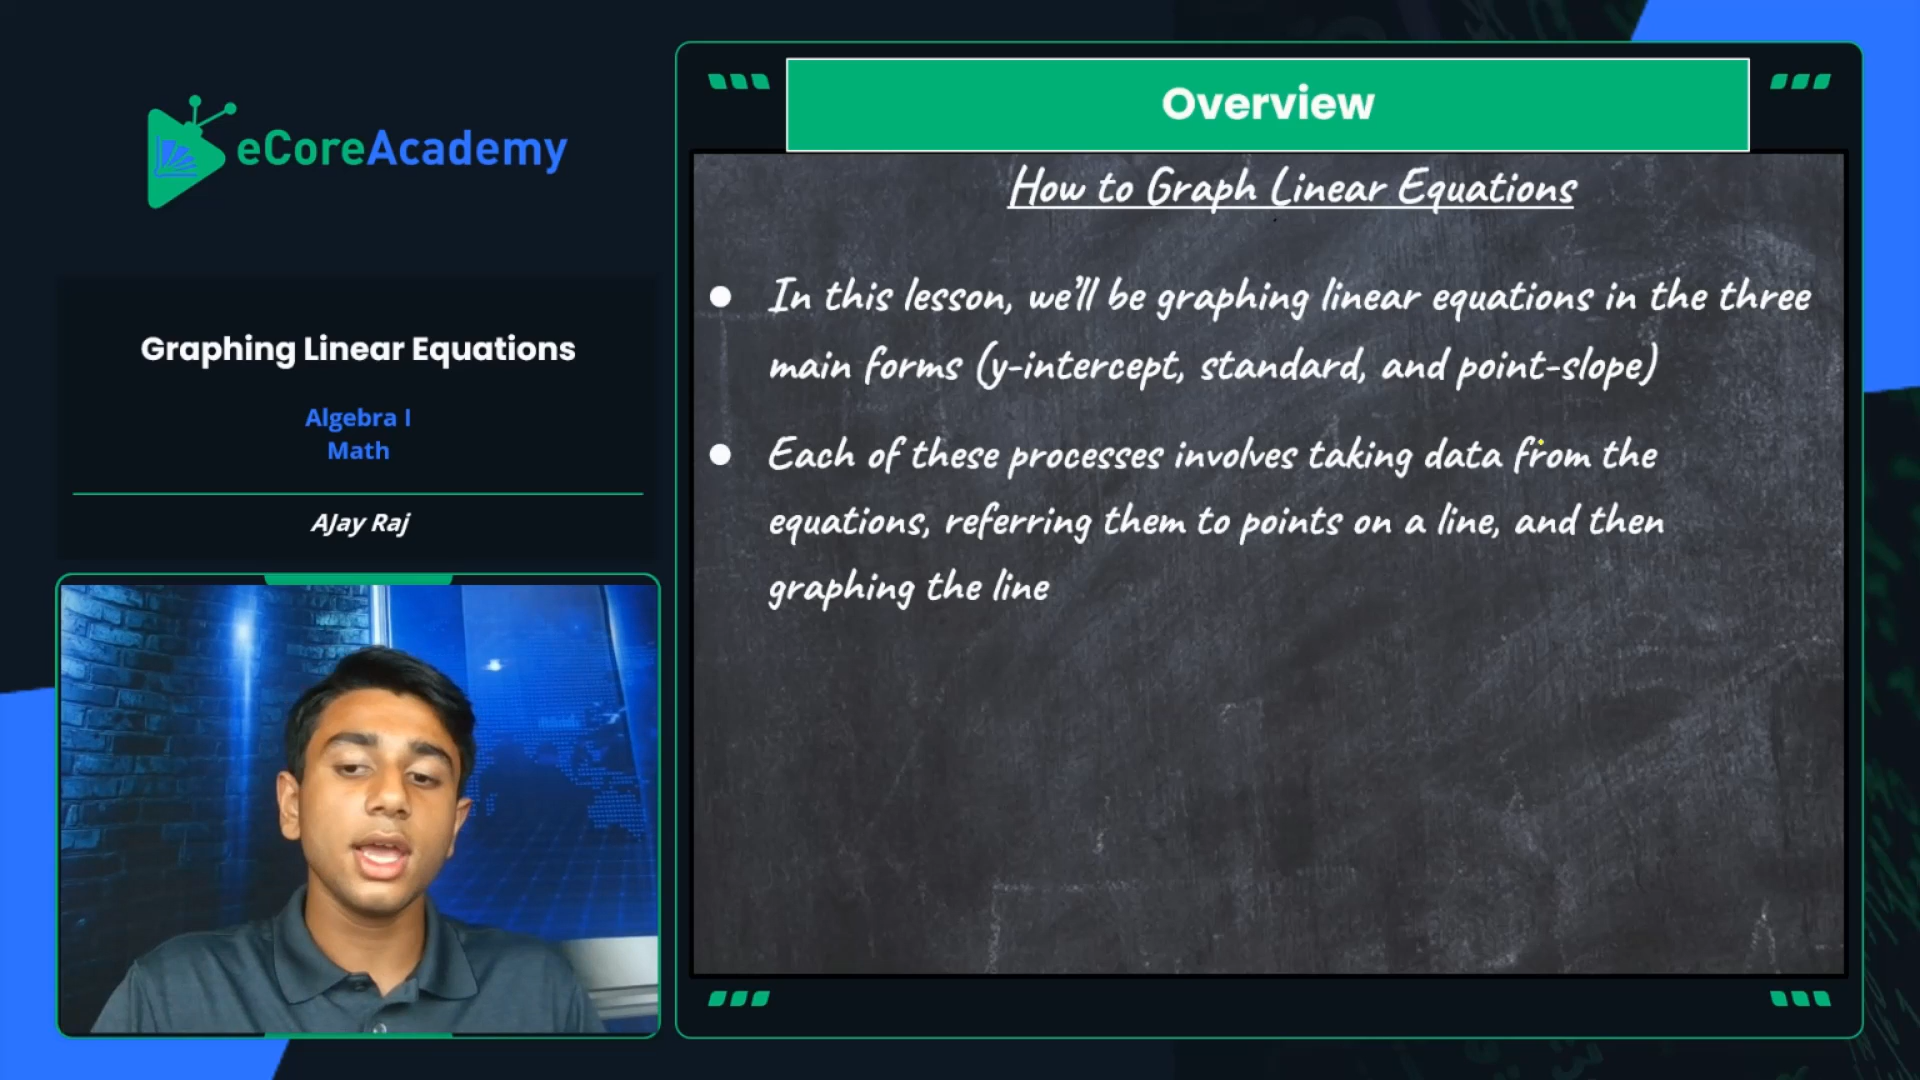 eCoreAcademy
Graphing Linear Equations
Algebra I
Math
AJay Raj
Overview
How to Graph Linear Equations
In this lesson, we'll be graphing linear equations in the three
main forms (y-intercept, standard, and point-slope)
Each of these processes involves taking data from the
equations, referring them to points on a line, and then
graphing the line